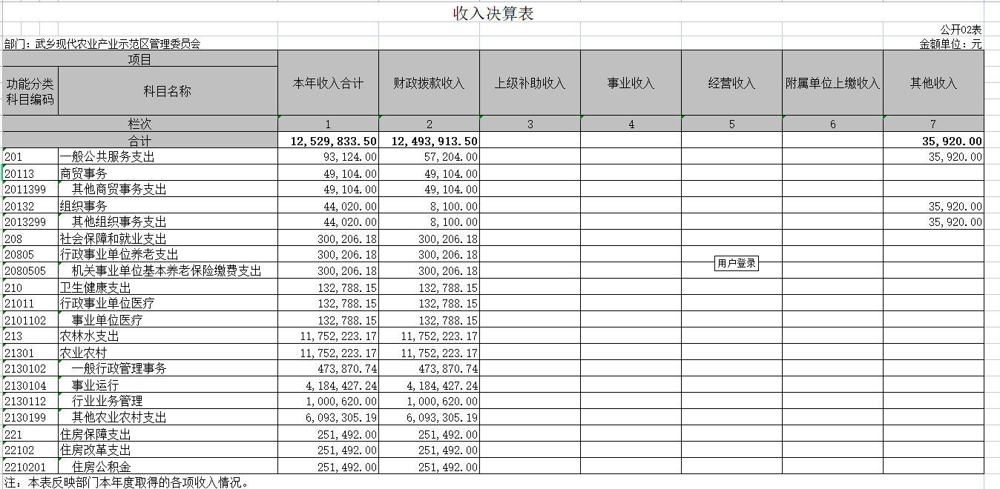 收入决算表
公开02表
部门：武乡现代农业产业示范区管理委员会 金额单位：元
项目 本年收入合计 财政拨款收入 上级补助收入 事业收入 经营收入 附属单位上缴收入 其他收入
功能分类科目编码 科目名称
栏次 1 2 3 4 5 6 7
合计 12,529,833.50 12,493,913.50 35,920.00
201 一般公共服务支出 93,124.00 57,204.00 35,920.00
20113 商贸事务 49,104.00 49,104.00
2011399 其他商贸事务支出 49,104.00 49,104.00
20132 组织事务 44,020.00 8,100.00 35,920.00
2013299 其他组织事务支出 44,020.00 8,100.00 35,920.00
208 社会保障和就业支出 300,206.18 300,206.18
20805 行政事业单位养老支出 300,206.18 300,206.18
用户登录
2080505 机关事业单位基本养老保险缴费支出 300,206.18 300,206.18
210 卫生健康支出 132,788.15 132,788.15
21011 行政事业单位医疗 132,788.15 132,788.15
2101102 事业单位医疗 132,788.15 132,788.15
213 农林水支出 11,752,223.17 11,752,223.17
21301 农业农村 11,752,223.17 11,752,223.17
2130102 一般行政管理事务 473,870.74 473,870.74
2130104 事业运行 4,184,427.24 4,184,427.24
2130112 行业业务管理 1,000,620.00 1,000,620.00
2130199 其他农业农村支出 6,093,305.19 6,093,305.19
221 住房保障支出 251,492.00 251,492.00
22102 住房改革支出 251,492.00 251,492.00
2210201 住房公积金 251,492.00 251,492.00
注：本表反映部门本年度取得的各项收入情况。